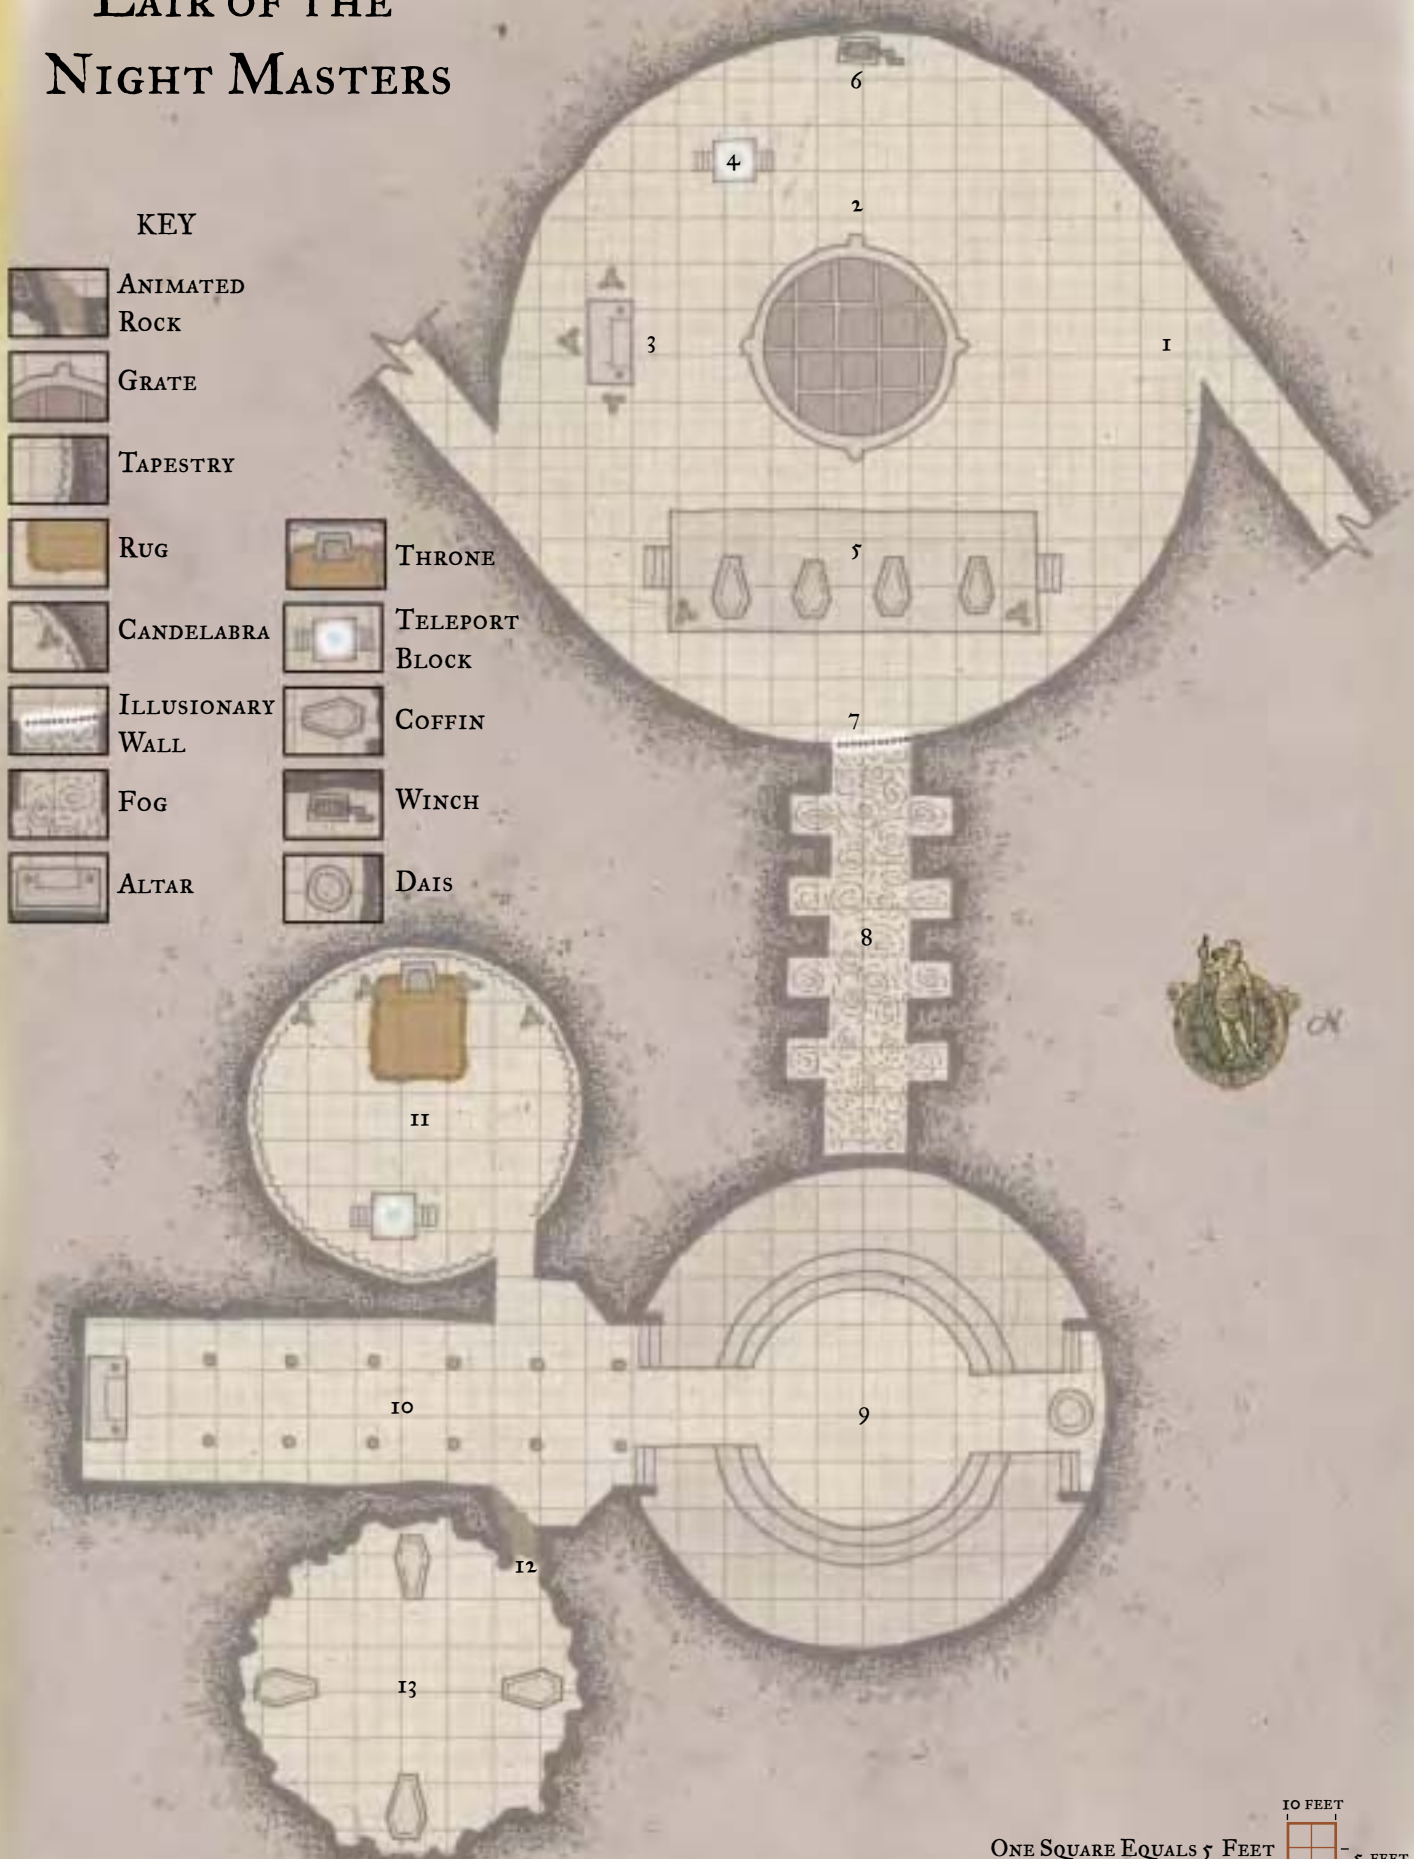 Lair of the
Night Masters
KEY
Animated
Rock
Grate
Tapestry
Rug
Candelabra
Illusionary
Wall
Fog
Altar
Throne
Teleport
Block
Coffin
Winch
Dais
6
4
2
3
1
5
7
8
N
11
10
9
12
13
10 feet
One Square Equals 5 Feet
5 feet